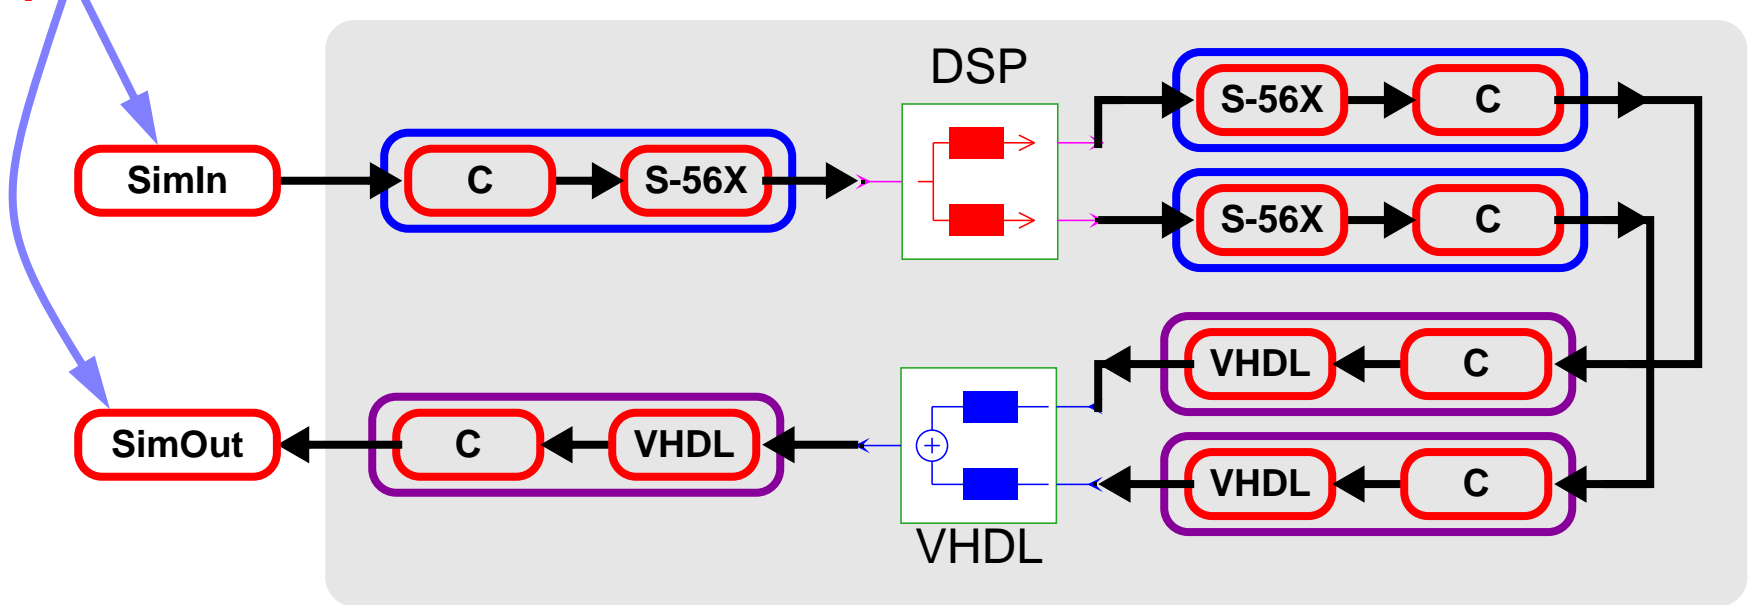 DSP
S-56X C
SimIn C S-56X
S-56X C
VHDL C
SimOut C VHDL
VHDL C
VHDL